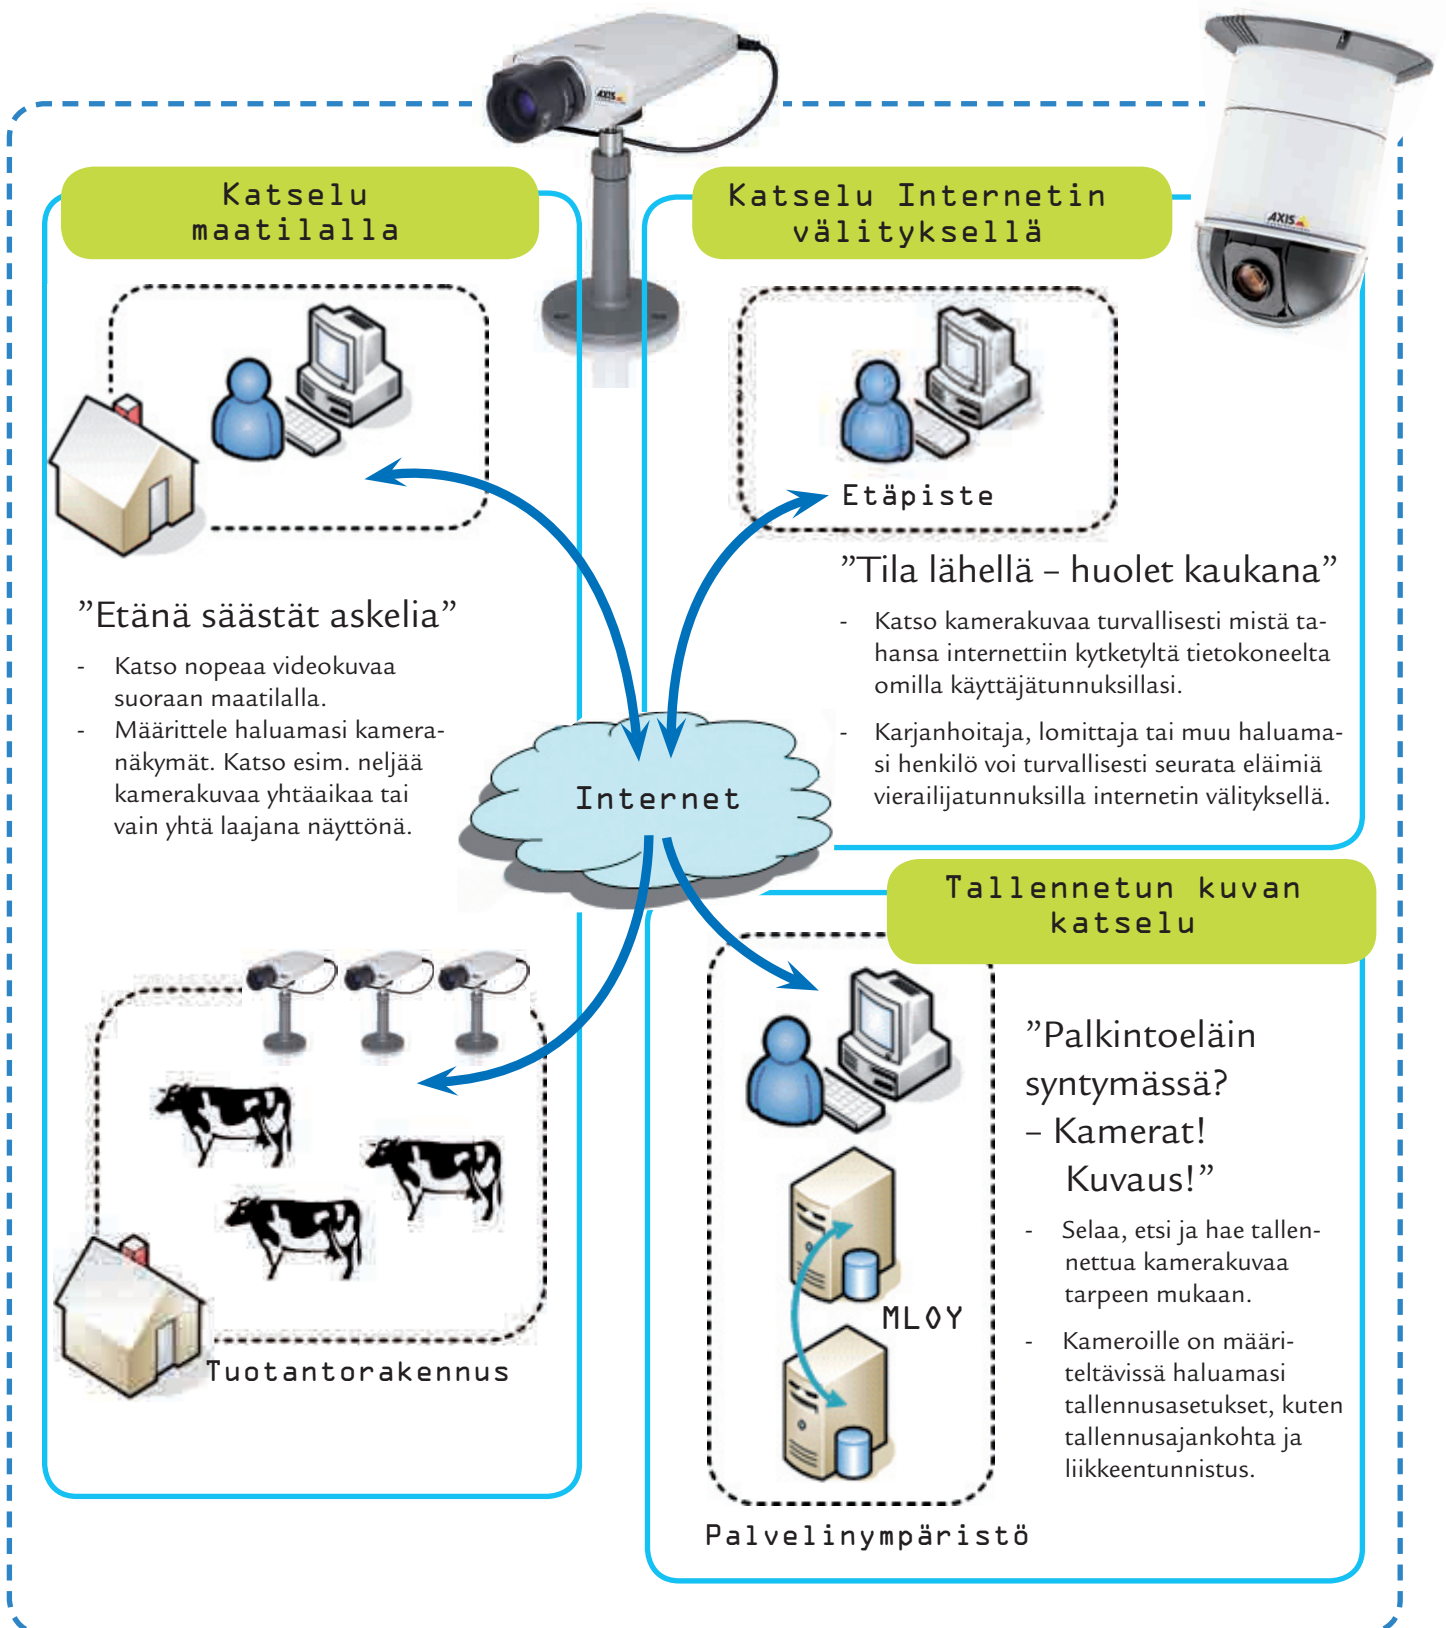 AXIS
AXIS
Katselu
maatilalla
"Etänä säästät askelia"
- Katso nopeaa videokuvaa
suoraan maatilalla.
- Määrittele haluamasi kamera-
näkymät. Katso esim. neljää
kamerakuvaa yhtäaikaa tai
vain yhtä laajana näyttönä.
Tuotantorakennus
Katselu Internetin
välityksellä
Etäpiste
”Tila lähellä – huolet kaukana”
- Katso kamerakuvaa turvallisesti mistä ta-
hansa internettiin kytketyltä tietokoneelta
omilla käyttäjätunnuksillasi.
- Karjanhoitaja, lomittaja tai muu haluama-
si henkilö voi turvallisesti seurata eläimiä
vierailijatunnuksilla internetin välityksellä.
Internet
Tallennetun kuvan
katselu
”Palkintoeläin
syntymässä?
– Kamerat!
Kuvaus!”
- Selaa, etsi ja hae tallen-
nettua kamerakuvaa
tarpeen mukaan.
- Kameroille on määri-
teltävissä haluamasi
tallennusasetukset, kuten
tallennusajankohta ja
liikkeentunnistus.
MLOY
Palvelinympäristö